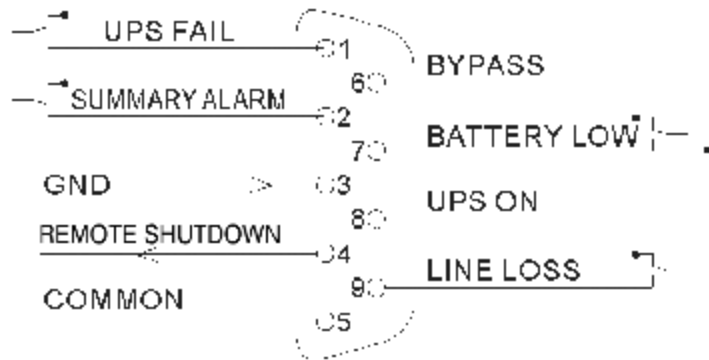 UPS FAIL 1
6 BYPASS
SUMMARY ALARM 2
7 BATTERY LOW
GND 3
8 UPS ON
REMOTE SHUTDOWN 4
9 LINE LOSS
COMMON 5